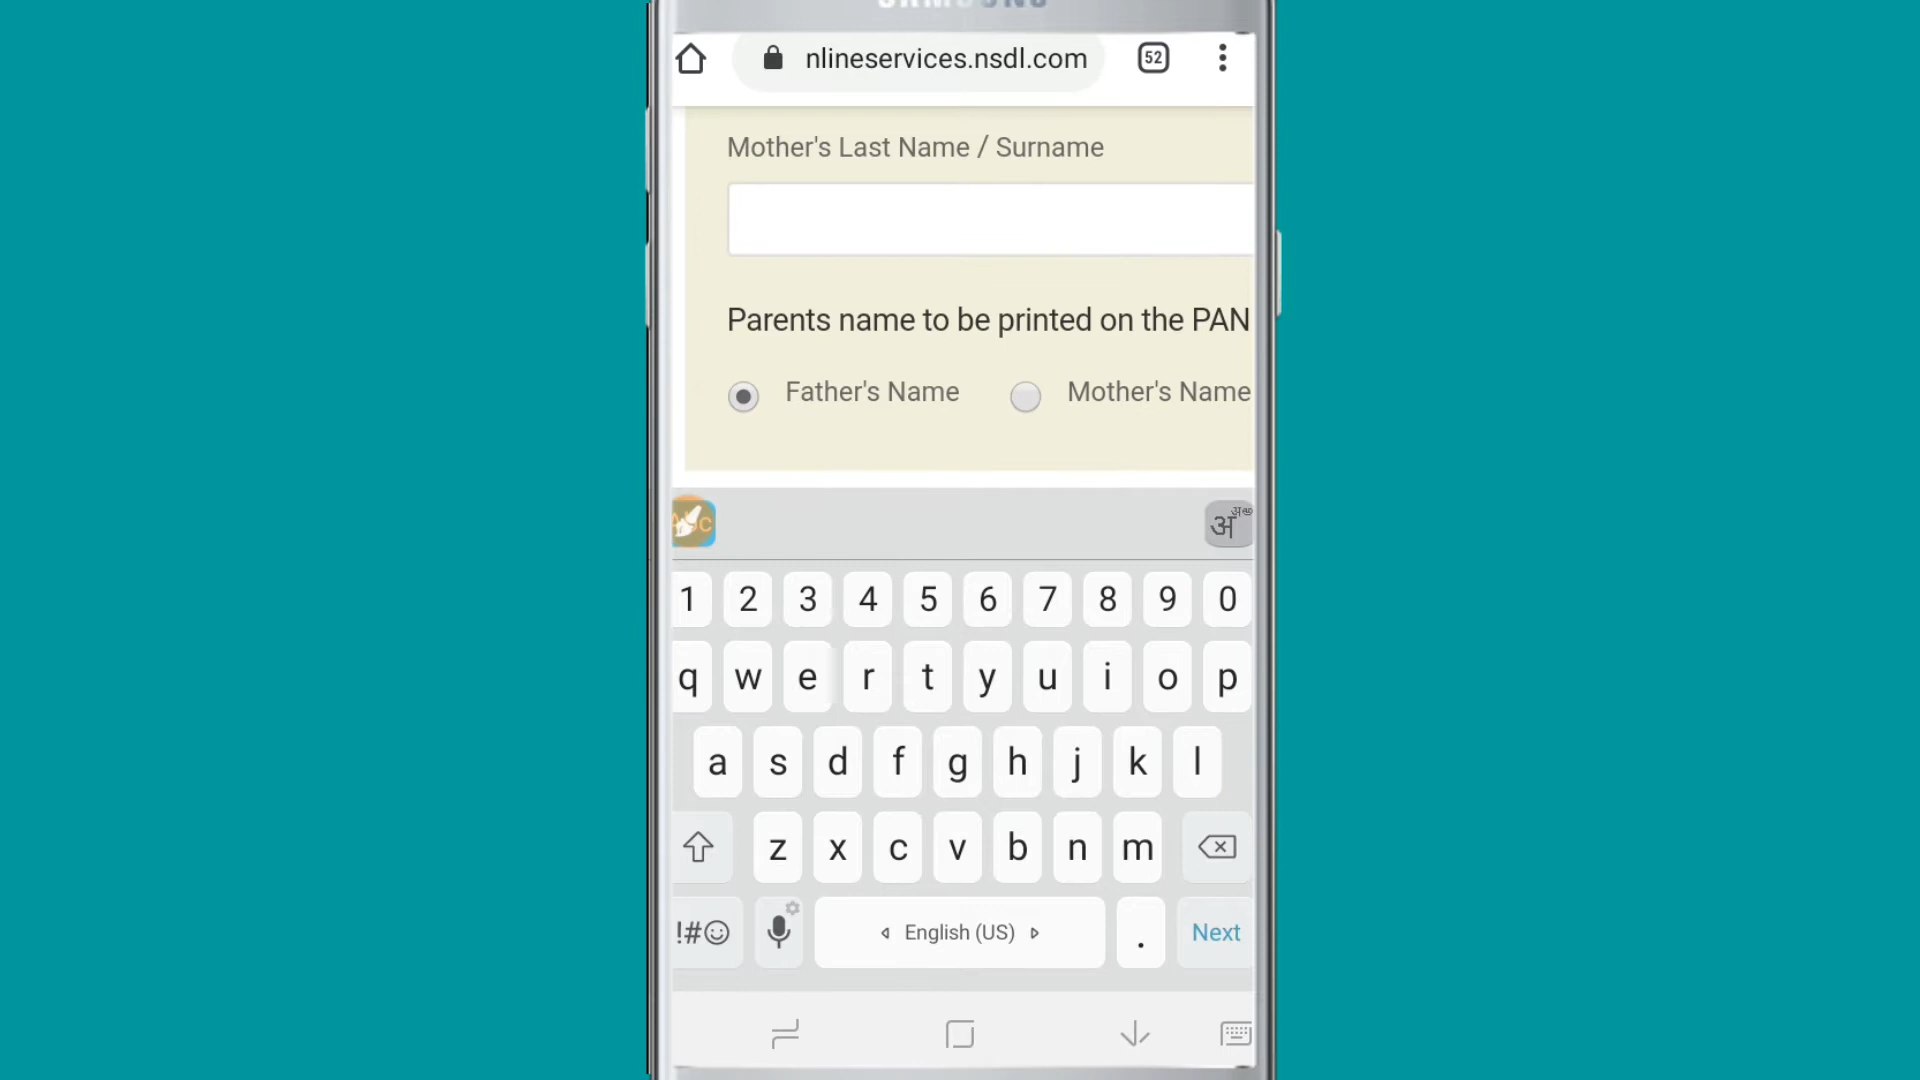 SAMSUNG
nlineservices.nsdl.com 52
Mother's Last Name / Surname
Parents name to be printed on the PAN
Father's Name Mother's Name
अ
1 2 3 4 5 6 7 8 9 0
q w e r t y u i o p
a s d f g h j k l
z x c v b n m
!#☺ English (US) . Next